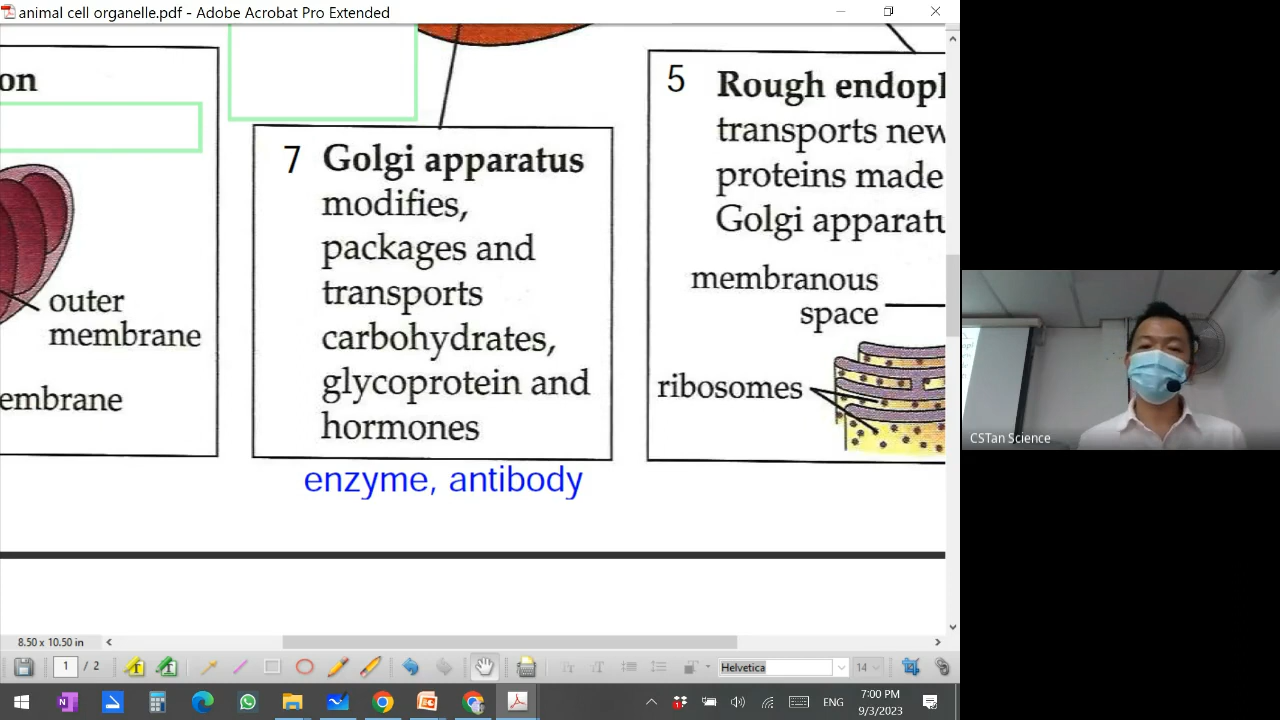 animal cell organelle.pdf - Adobe Acrobat Pro Extended
on
outer
membrane
embrane
7 Golgi apparatus
modifies,
packages and
transports
carbohydrates,
glycoprotein and
hormones
enzyme, antibody
5 Rough endopl
transports new
proteins made
Golgi apparatu
membranous
space
ribosomes
CSTan Science
8.50 x 10.50 in
1 / 2
Helvetica
14
ENG
7:00 PM
9/3/2023